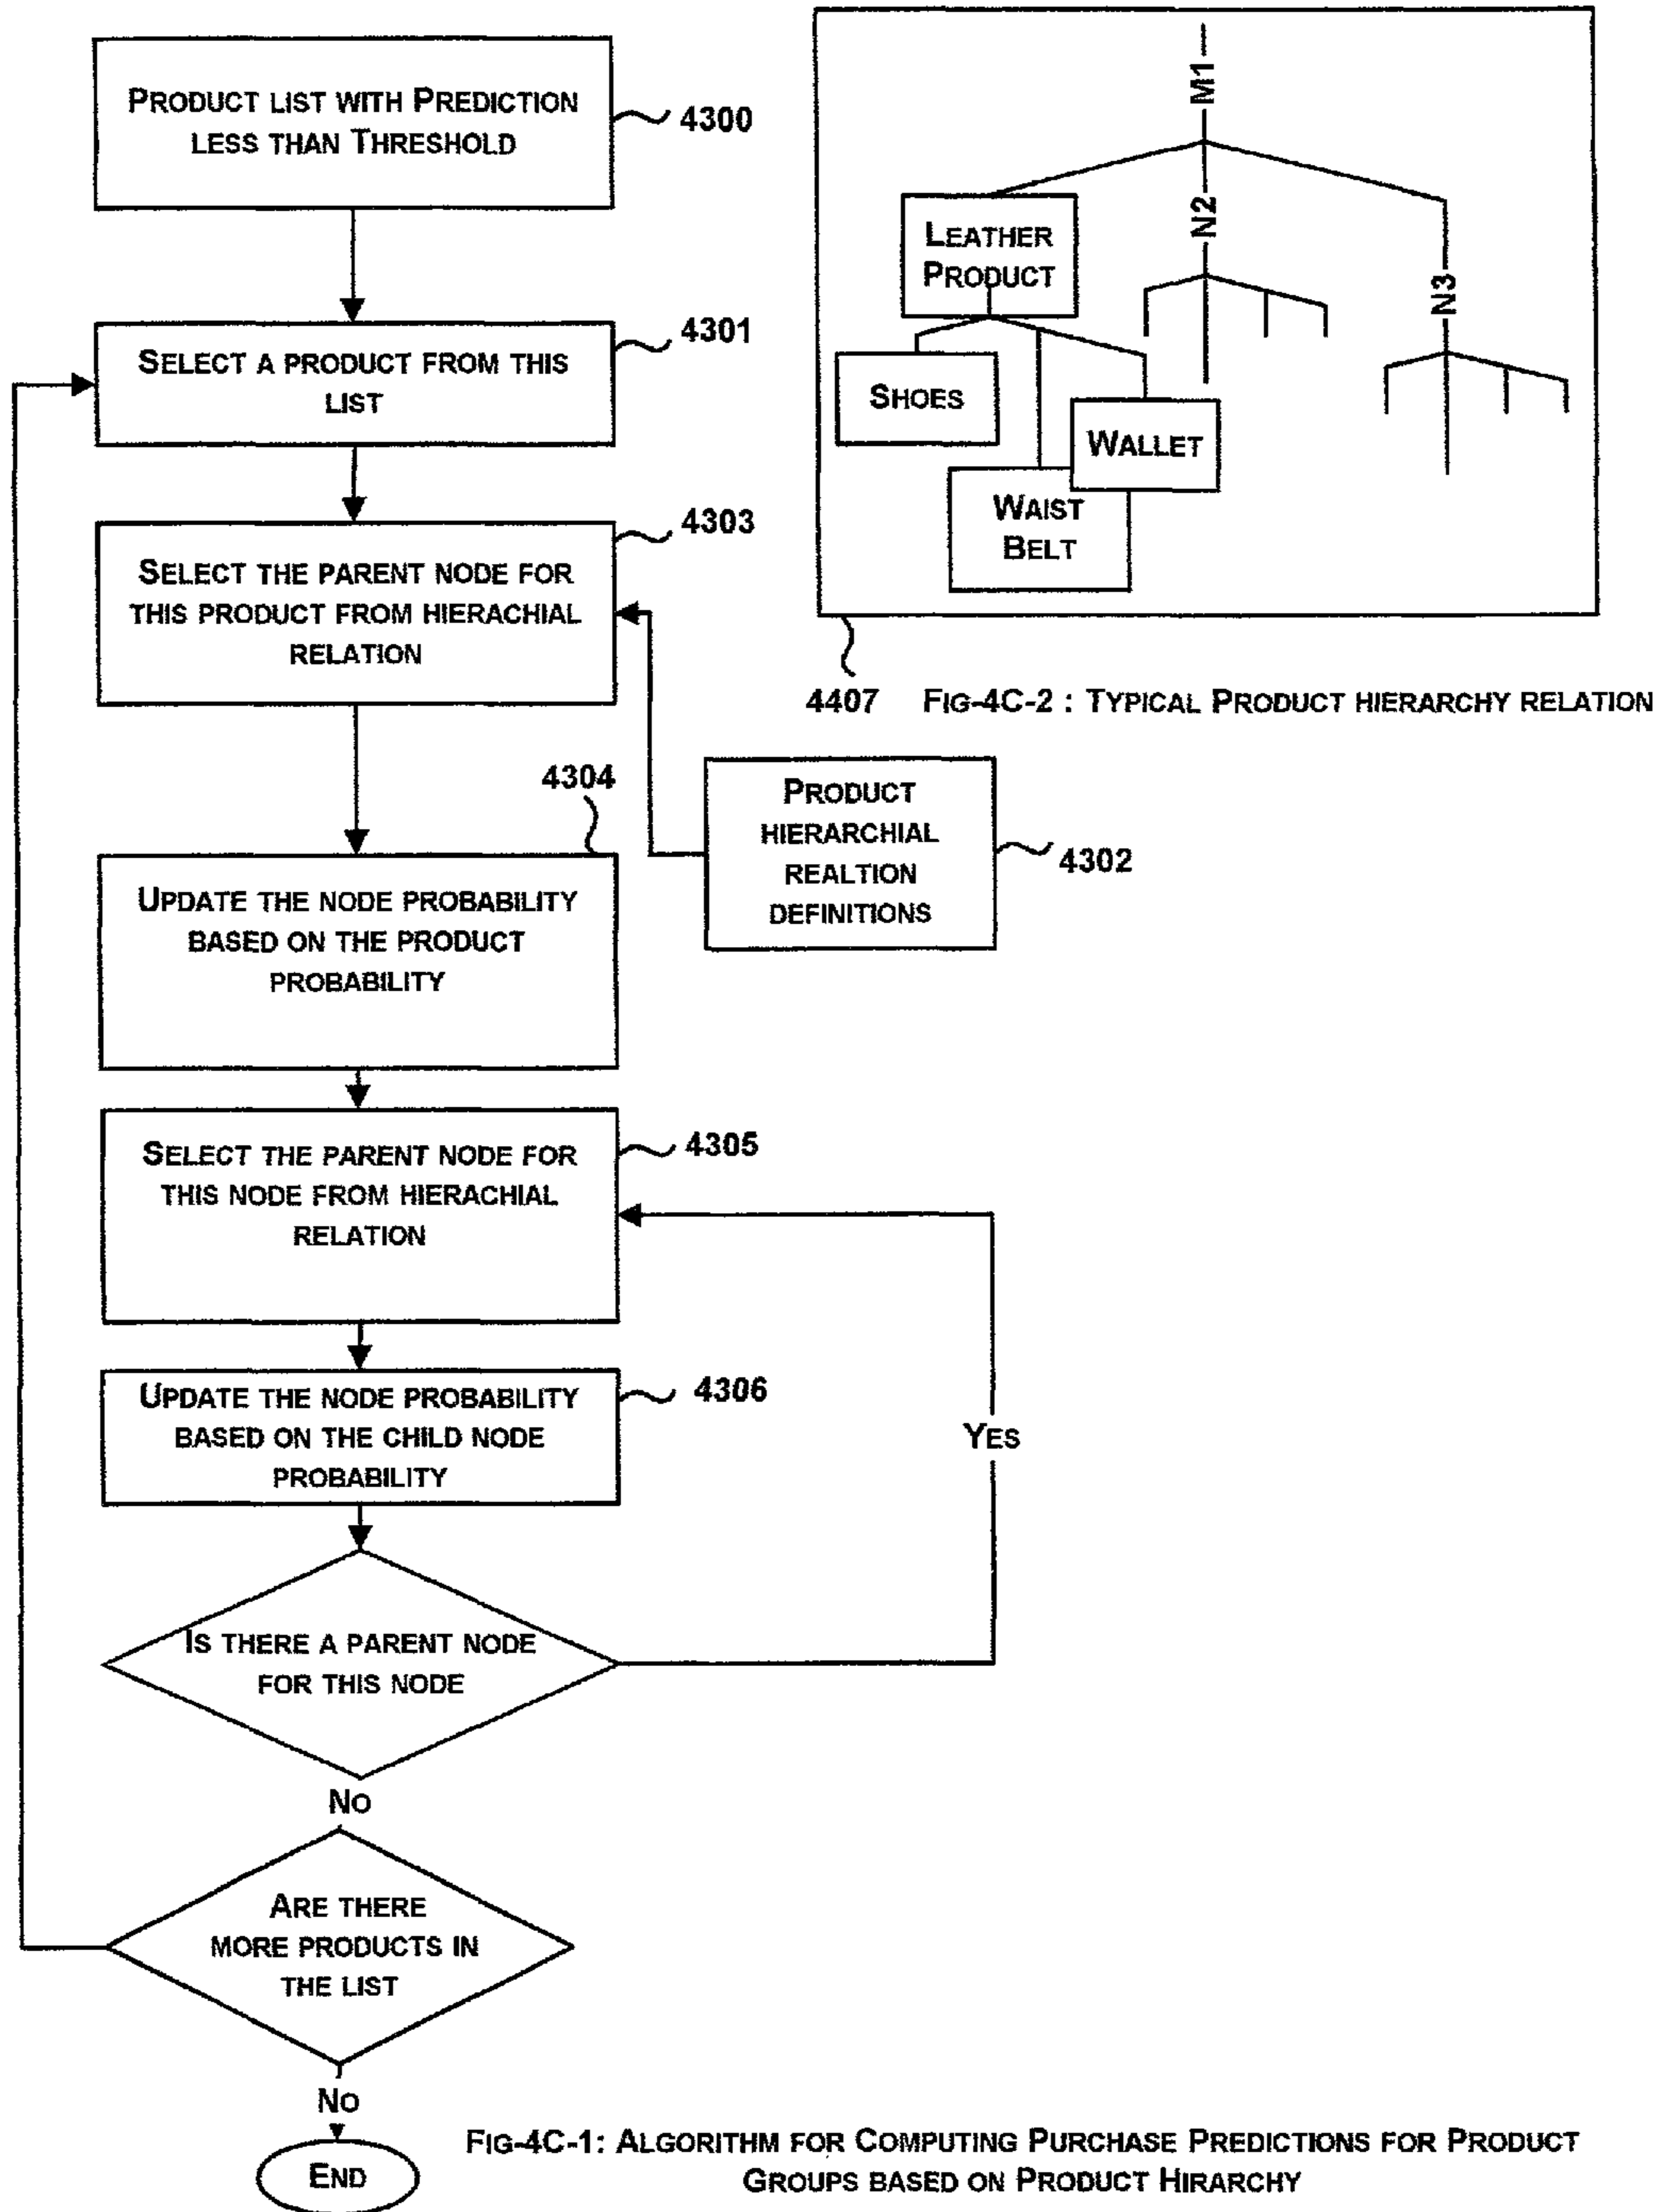 PRODUCT LIST WITH PREDICTION
LESS THAN THRESHOLD
4300
SELECT A PRODUCT FROM THIS
LIST
4301
SELECT THE PARENT NODE FOR
THIS PRODUCT FROM HIERACHIAL
RELATION
4303
M1
LEATHER
PRODUCT
N2
N3
SHOES
WALLET
WAIST
BELT
4407 FIG-4C-2 : TYPICAL PRODUCT HIERARCHY RELATION
PRODUCT
HIERARCHIAL
REALTION
DEFINITIONS
4302
4304
UPDATE THE NODE PROBABILITY
BASED ON THE PRODUCT
PROBABILITY
SELECT THE PARENT NODE FOR
THIS NODE FROM HIERACHIAL
RELATION
4305
UPDATE THE NODE PROBABILITY
BASED ON THE CHILD NODE
PROBABILITY
4306
YES
IS THERE A PARENT NODE
FOR THIS NODE
NO
ARE THERE
MORE PRODUCTS IN
THE LIST
NO
END
FIG-4C-1: ALGORITHM FOR COMPUTING PURCHASE PREDICTIONS FOR PRODUCT
GROUPS BASED ON PRODUCT HIRARCHY